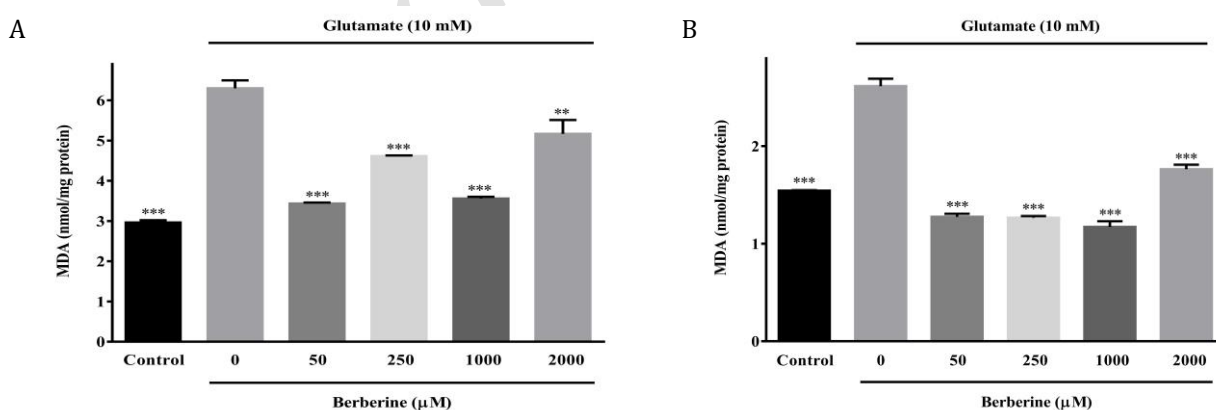 A
Glutamate (10 mM)
MDA (nmol/mg protein)
6
5
4
3
2
1
0
***
***
***
***
**
Control 0 50 250 1000 2000
Berberine (μM)
B
Glutamate (10 mM)
MDA (nmol/mg protein)
2
1
0
***
***
***
***
***
Control 0 50 250 1000 2000
Berberine (μM)